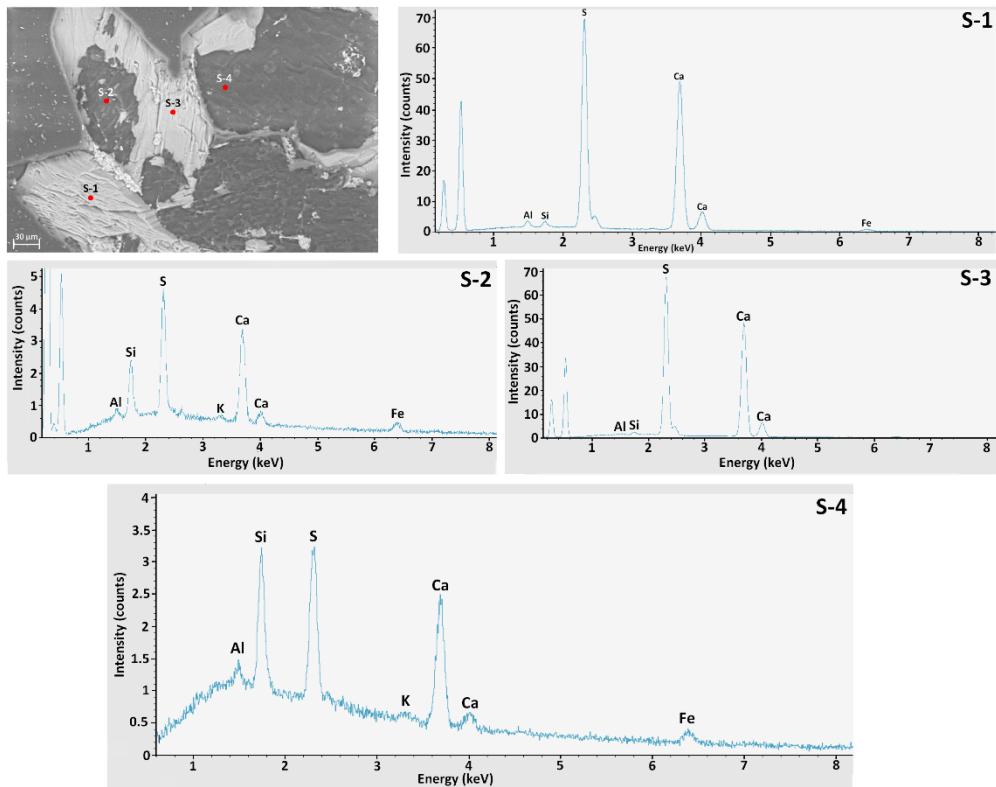 S-4
S-2
S-3
S-1
30 µm
S-1
Intensity (counts)
70
60
50
40
30
20
10
0
S
Ca
Al
Si
Ca
Fe
1
2
3
4
5
6
7
8
Energy (keV)
S-2
Intensity (counts)
5
4
3
2
1
0
Al
Si
S
K
Ca
Ca
Fe
1
2
3
4
5
6
7
8
Energy (keV)
S-3
Intensity (counts)
70
60
50
40
30
20
10
0
Al
Si
S
Ca
Ca
1
2
3
4
5
6
7
8
Energy (keV)
S-4
Intensity (counts)
4
3.5
3
2.5
2
1.5
1
0.5
0
Al
Si
S
K
Ca
Ca
Fe
1
2
3
4
5
6
7
8
Energy (keV)